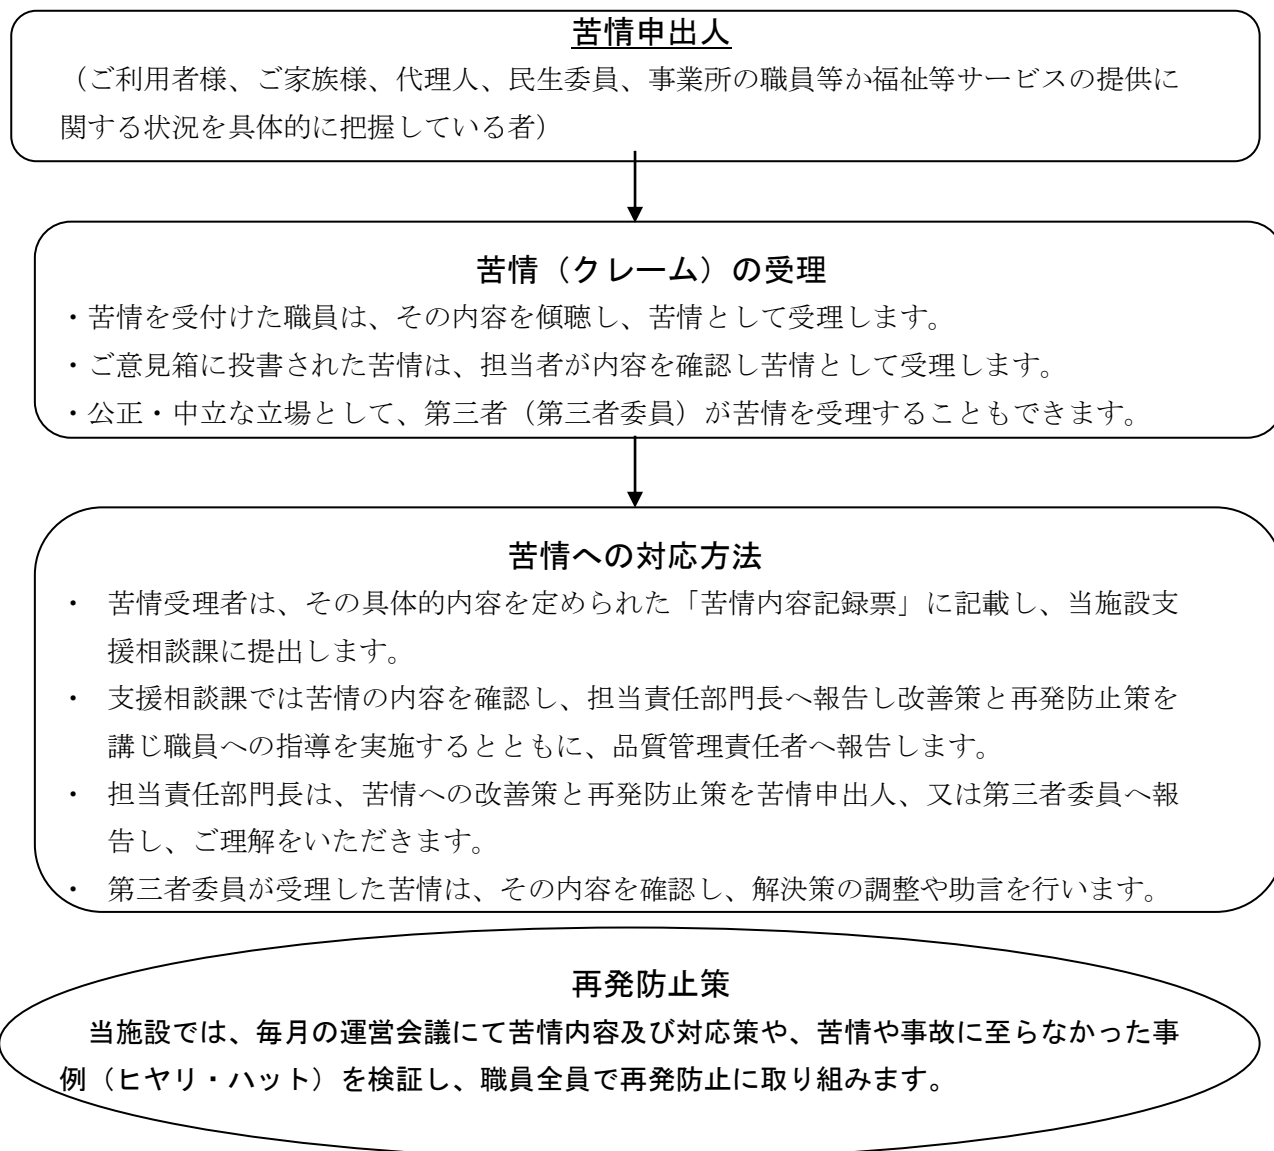 苦情申出人
（ご利用者様、ご家族様、代理人、民生委員、事業所の職員等か福祉等サービスの提供に
関する状況を具体的に把握している者）
苦情（クレーム）の受理
・苦情を受付けた職員は、その内容を傾聴し、苦情として受理します。
・ご意見箱に投書された苦情は、担当者が内容を確認し苦情として受理します。
・公正・中立な立場として、第三者（第三者委員）が苦情を受理することもできます。
苦情への対応方法
・ 苦情受理者は、その具体的内容を定められた「苦情内容記録票」に記載し、当施設支
援相談課に提出します。
・ 支援相談課では苦情の内容を確認し、担当責任部門長へ報告し改善策と再発防止策を
講じ職員への指導を実施するとともに、品質管理責任者へ報告します。
・ 担当責任部門長は、苦情への改善策と再発防止策を苦情申出人、又は第三者委員へ報
告し、ご理解をいただきます。
・ 第三者委員が受理した苦情は、その内容を確認し、解決策の調整や助言を行います。
再発防止策
当施設では、毎月の運営会議にて苦情内容及び対応策や、苦情や事故に至らなかった事
例（ヒヤリ・ハット）を検証し、職員全員で再発防止に取り組みます。